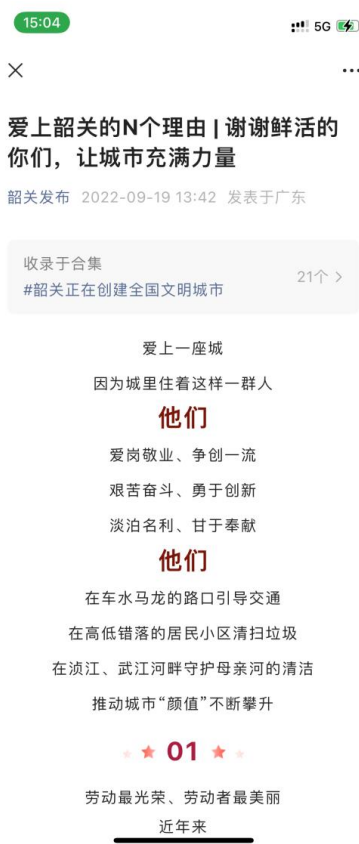 15:04
5G
爱上韶关的N个理由 | 谢谢鲜活的
你们，让城市充满力量
韶关发布 2022-09-19 13:42 发表于广东
收录于合集
#韶关正在创建全国文明城市
21个
爱上一座城
因为城里住着这样一群人
他们
爱岗敬业、争创一流
艰苦奋斗、勇于创新
淡泊名利、甘于奉献
他们
在车水马龙的路口引导交通
在高低错落的居民小区清扫垃圾
在浈江、武江河畔守护母亲河的清洁
推动城市“颜值”不断攀升
01
劳动最光荣、劳动者最美丽
近年来